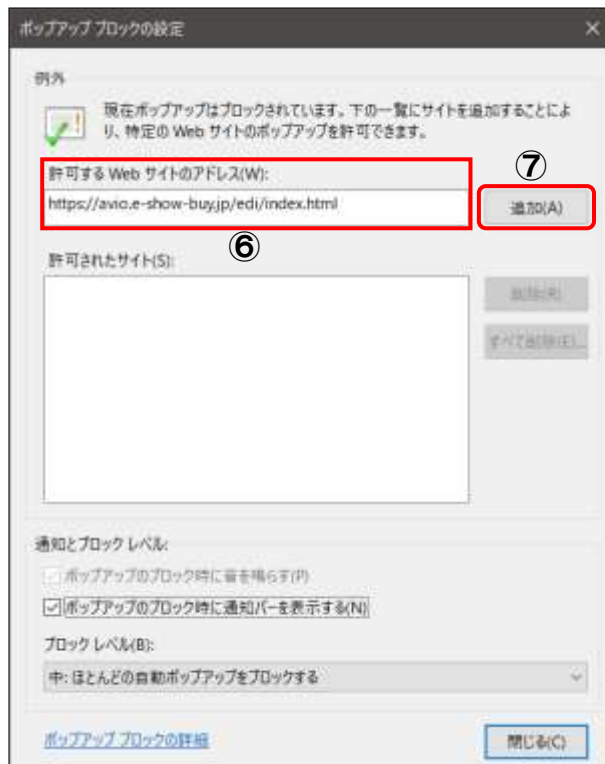 ポップアップ ブロックの設定
例外
現在ポップアップはブロックされています。下の一覧にサイトを追加することによ
り、特定の Web サイトのポップアップを許可できます。
⑦
許可する Web サイトのアドレス(W):
https://avio.e-show-buy.jp/edi/index.html
追加(A)
⑥
許可されたサイト(S):
削除(R)
すべて削除(E)...
通知とブロック レベル:
ポップアップのブロック時に音を鳴らす(P)
ポップアップのブロック時に通知バーを表示する(N)
ブロック レベル(B):
中: ほとんどの自動ポップアップをブロックする
ポップアップ ブロックの詳細
閉じる(C)